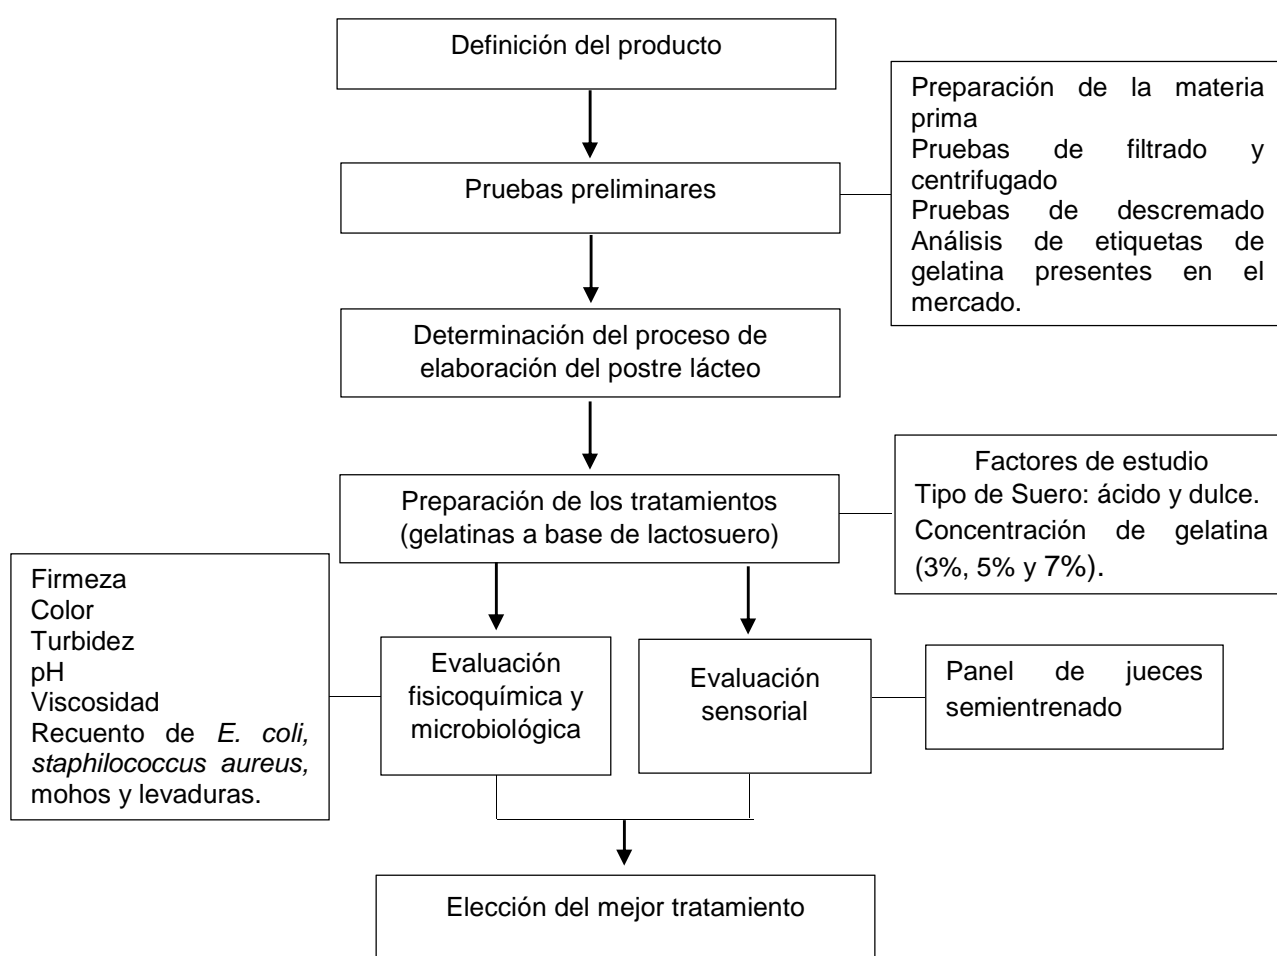 Definición del producto
Preparación de la materia
prima
Pruebas de filtrado y
centrifugado
Pruebas de descremado
Análisis de etiquetas de
gelatina presentes en el
mercado.
Pruebas preliminares
Determinación del proceso de
elaboración del postre lácteo
Preparación de los tratamientos
(gelatinas a base de lactosuero)
Factores de estudio
Tipo de Suero: ácido y dulce.
Concentración de gelatina
(3%, 5% y 7%).
Firmeza
Color
Turbidez
pH
Viscosidad
Recuento de E. coli,
staphilococcus aureus,
mohos y levaduras.
Evaluación
fisicoquímica y
microbiológica
Evaluación
sensorial
Panel de jueces
semientrenado
Elección del mejor tratamiento